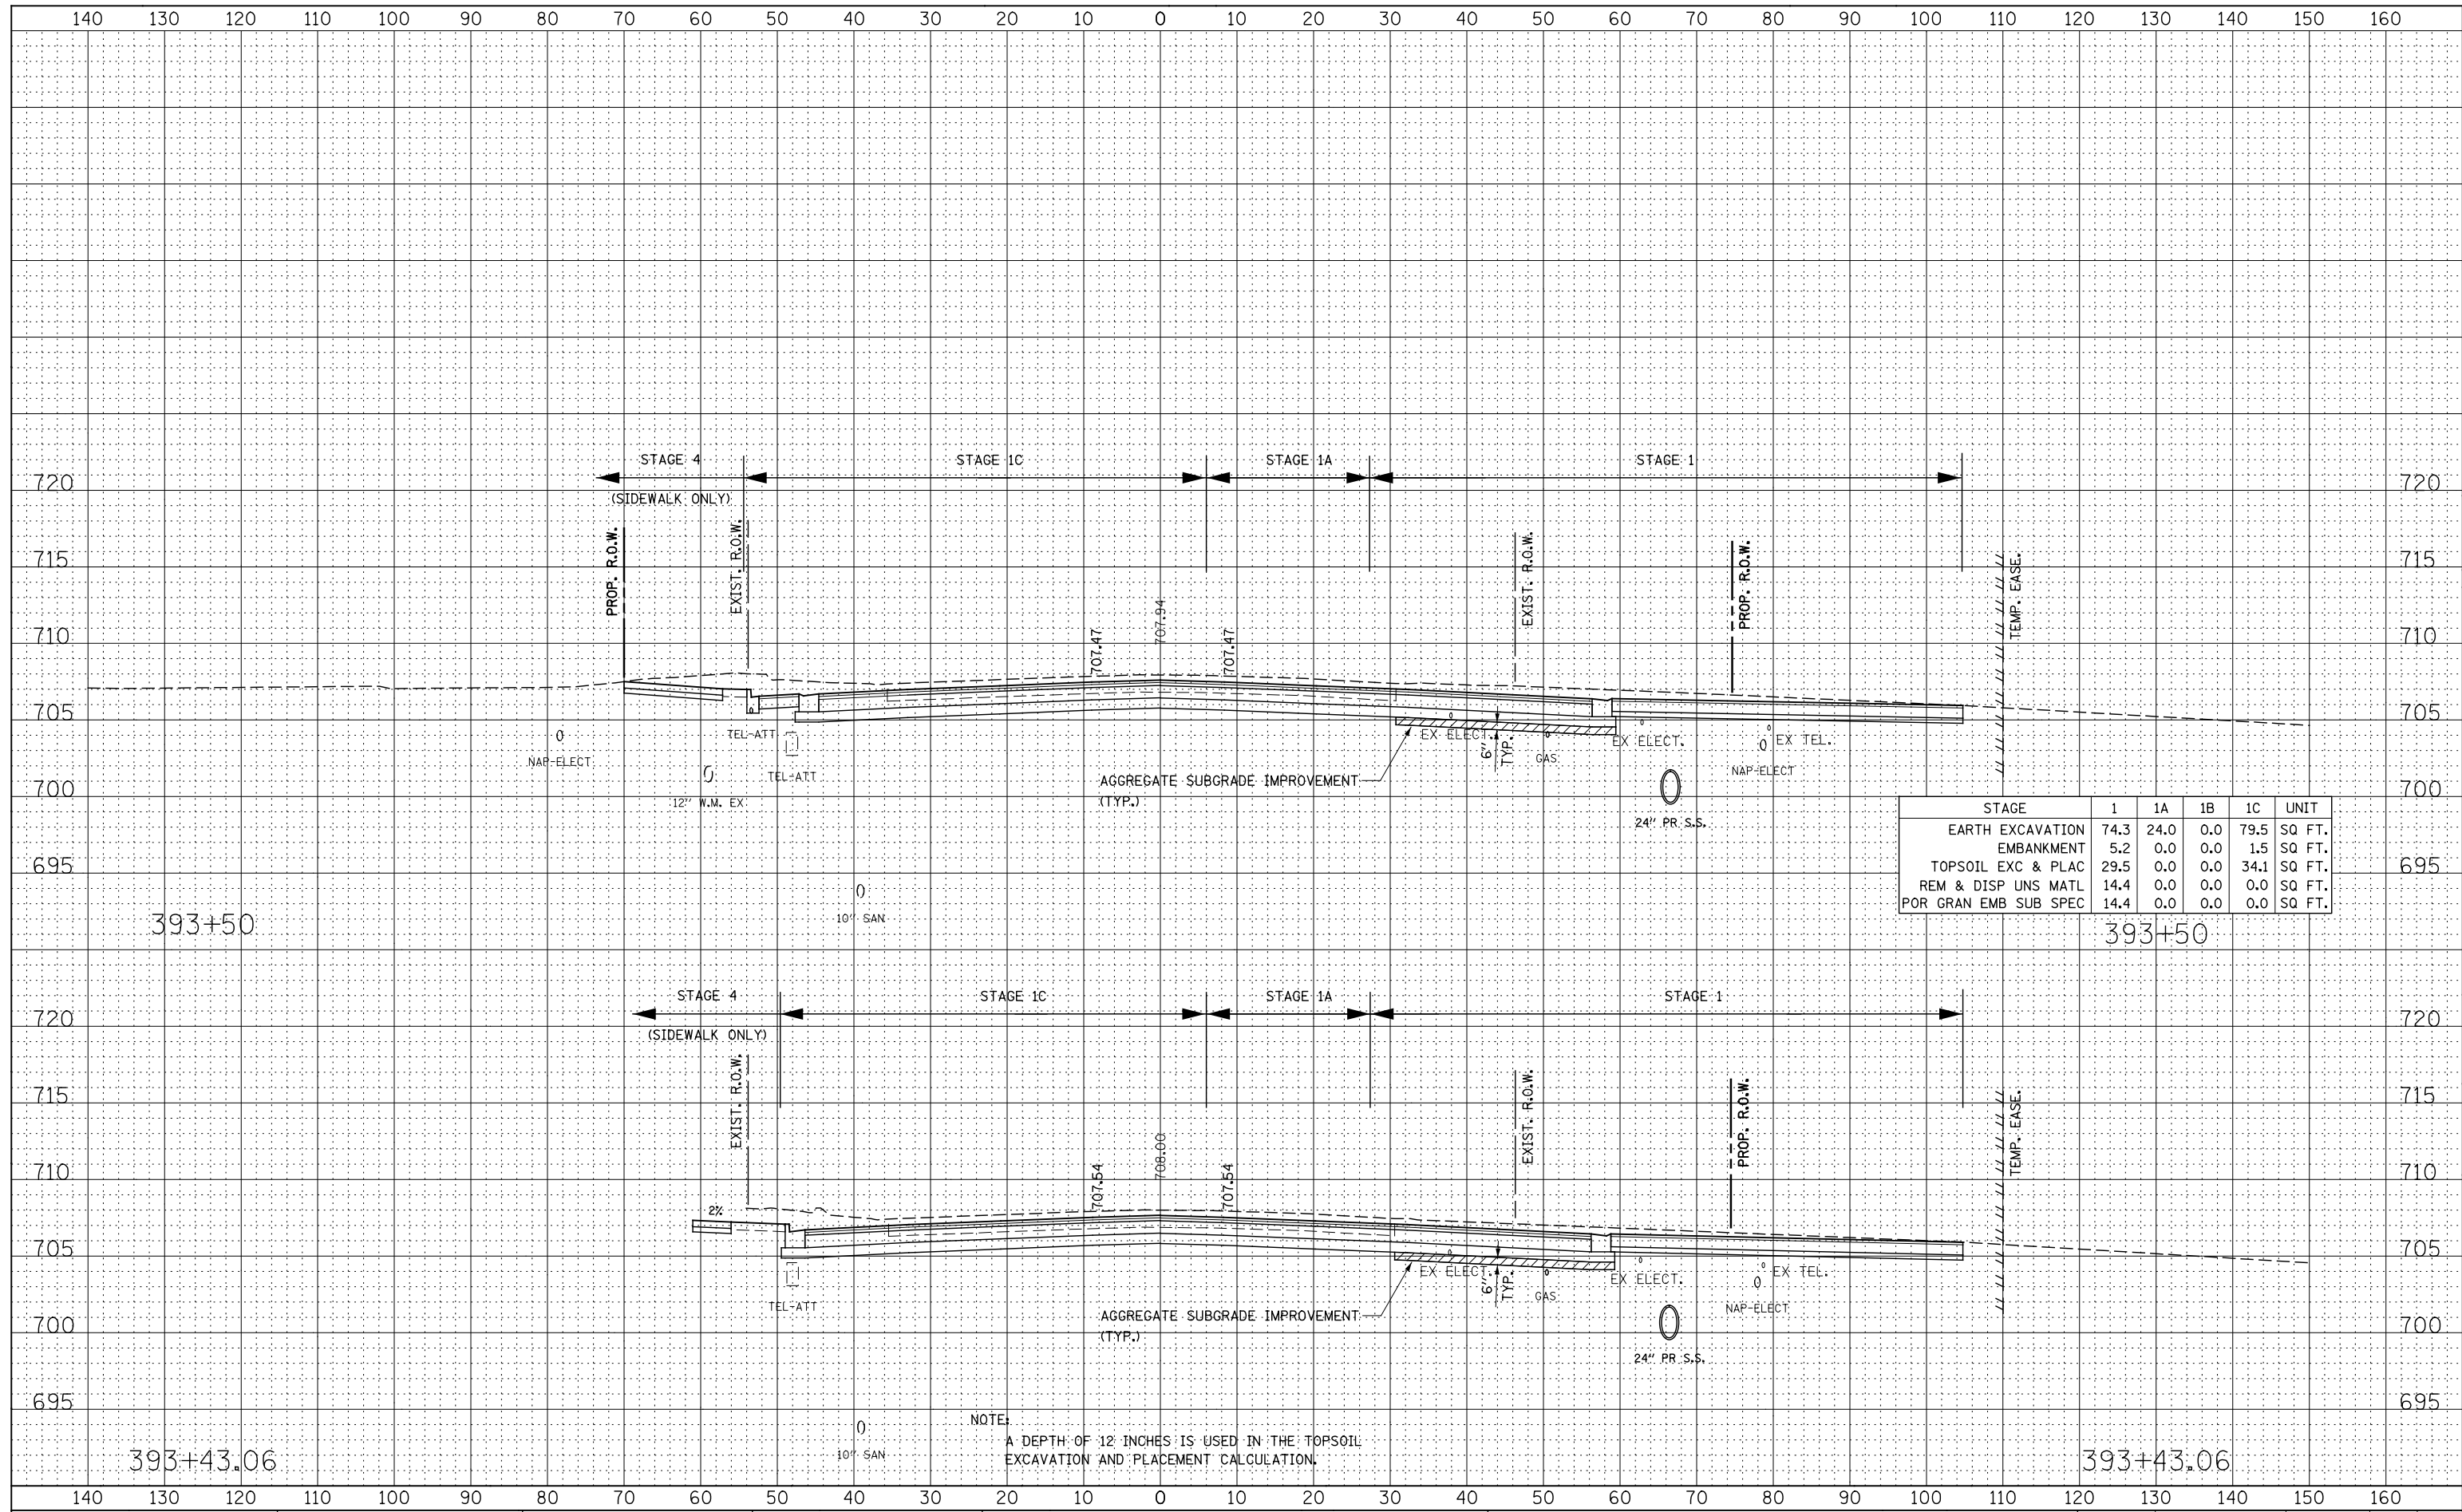 140 130 120 110 100 90 80 70 60 50 40 30 20 10 0 10 20 30 40 50 60 70 80 90 100 110 120 130 140 150 160
STAGE 4 STAGE 1C STAGE 1A STAGE 1
(SIDEWALK ONLY)
720 720
715 715
710 710
705 705
700 700
695 695
PROP. R.O.W.
EXIST. R.O.W.
707.47
707.94
707.47
EXIST. R.O.W.
PROP. R.O.W.
TEMP. EASE.
NAP-ELECT
12" W.M. EX
TEL-ATT
TEL-ATT
10" SAN
AGGREGATE SUBGRADE IMPROVEMENT
(TYP.)
EX ELECT.
6"
TYP.
GAS
EX ELECT.
EX TEL.
NAP-ELECT
24" PR S.S.
STAGE 1 1A 1B 1C UNIT
EARTH EXCAVATION 74.3 24.0 0.0 79.5 SQ FT.
EMBANKMENT 5.2 0.0 0.0 1.5 SQ FT.
TOPSOIL EXC & PLAC 29.5 0.0 0.0 34.1 SQ FT.
REM & DISP UNS MATL 14.4 0.0 0.0 0.0 SQ FT.
POR GRAN EMB SUB SPEC 14.4 0.0 0.0 0.0 SQ FT.
393+50 393+50
STAGE 4 STAGE 1C STAGE 1A STAGE 1
(SIDEWALK ONLY)
720 720
715 715
710 710
705 705
700 700
695 695
EXIST. R.O.W.
2%
707.54
708.00
707.54
EXIST. R.O.W.
PROP. R.O.W.
TEMP. EASE.
TEL-ATT
10" SAN
AGGREGATE SUBGRADE IMPROVEMENT
(TYP.)
EX ELECT.
6"
TYP.
GAS
EX ELECT.
EX TEL.
NAP-ELECT
24" PR S.S.
NOTE:
A DEPTH OF 12 INCHES IS USED IN THE TOPSOIL
EXCAVATION AND PLACEMENT CALCULATION.
393+43.06 393+43.06
140 130 120 110 100 90 80 70 60 50 40 30 20 10 0 10 20 30 40 50 60 70 80 90 100 110 120 130 140 150 160